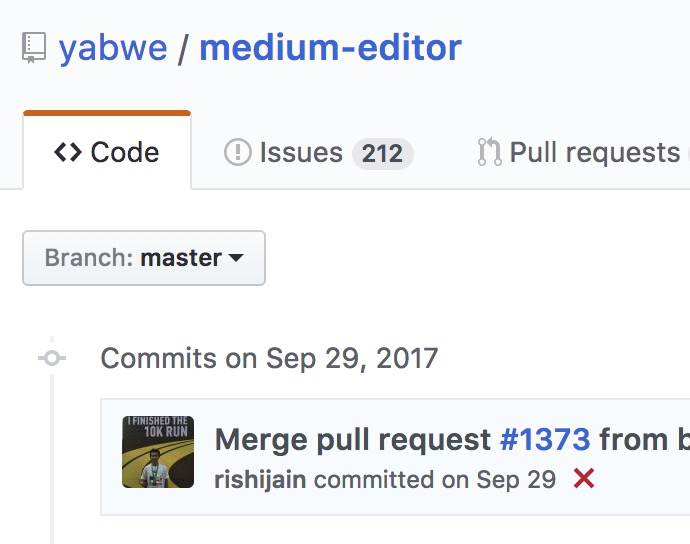 yabwe / medium-editor
Code Issues 212 Pull requests
Branch: master
Commits on Sep 29, 2017
I FINISHED THE
10K RUN
Merge pull request #1373 from b
rishijain committed on Sep 29